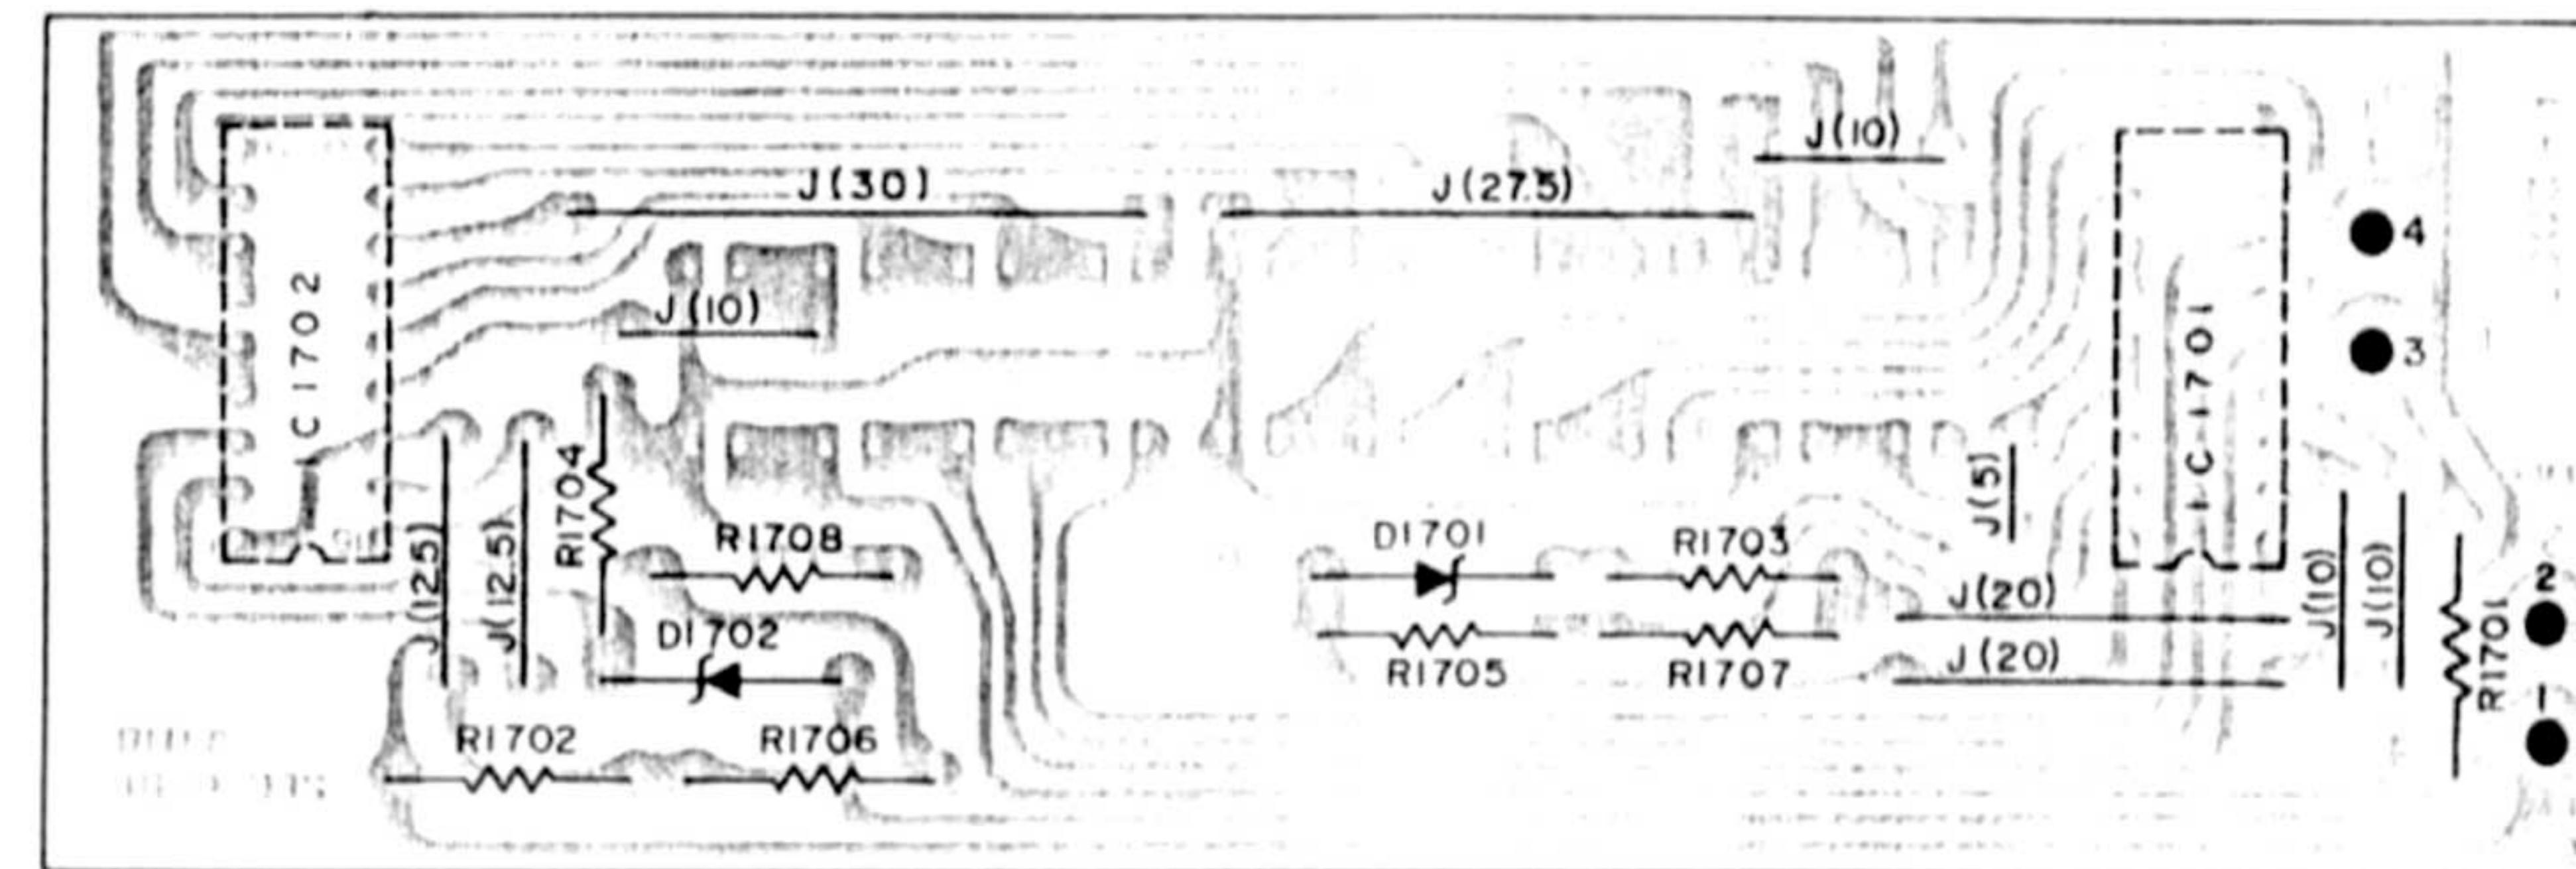 J(10)
J(30)
J(27.5)
4
IC1702
J(10)
IC1701
3
R1704
J(5)
J(12.5)
J(12.5)
R1708
D1701
R1703
J(10)
J(10)
2
J(20)
D1702
J(20)
R1705
R1707
R1701
1
R1702
R1706